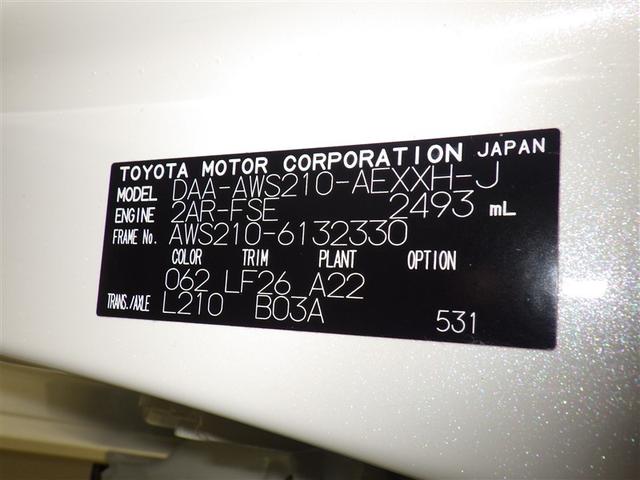 TOYOTA MOTOR CORPORATION JAPAN
MODEL DAA-AWS210-AEXXH-J
ENGINE 2AR-FSE 2493 mL
FRAME No. AWS210-6132330
COLOR TRIM PLANT OPTION
062 LF26 A22
TRANS./AXLE L210 B03A
531